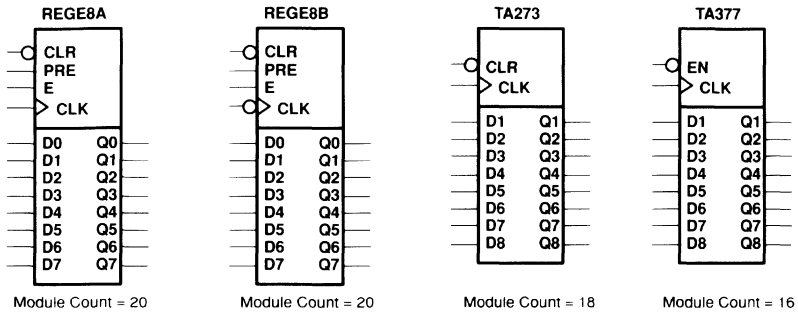 REGE8A
CLR
PRE
E
CLK
D0 Q0
D1 Q1
D2 Q2
D3 Q3
D4 Q4
D5 Q5
D6 Q6
D7 Q7
Module Count = 20
REGE8B
CLR
PRE
E
CLK
D0 Q0
D1 Q1
D2 Q2
D3 Q3
D4 Q4
D5 Q5
D6 Q6
D7 Q7
Module Count = 20
TA273
CLR
CLK
D1 Q1
D2 Q2
D3 Q3
D4 Q4
D5 Q5
D6 Q6
D7 Q7
D8 Q8
Module Count = 18
TA377
EN
CLK
D1 Q1
D2 Q2
D3 Q3
D4 Q4
D5 Q5
D6 Q6
D7 Q7
D8 Q8
Module Count = 16